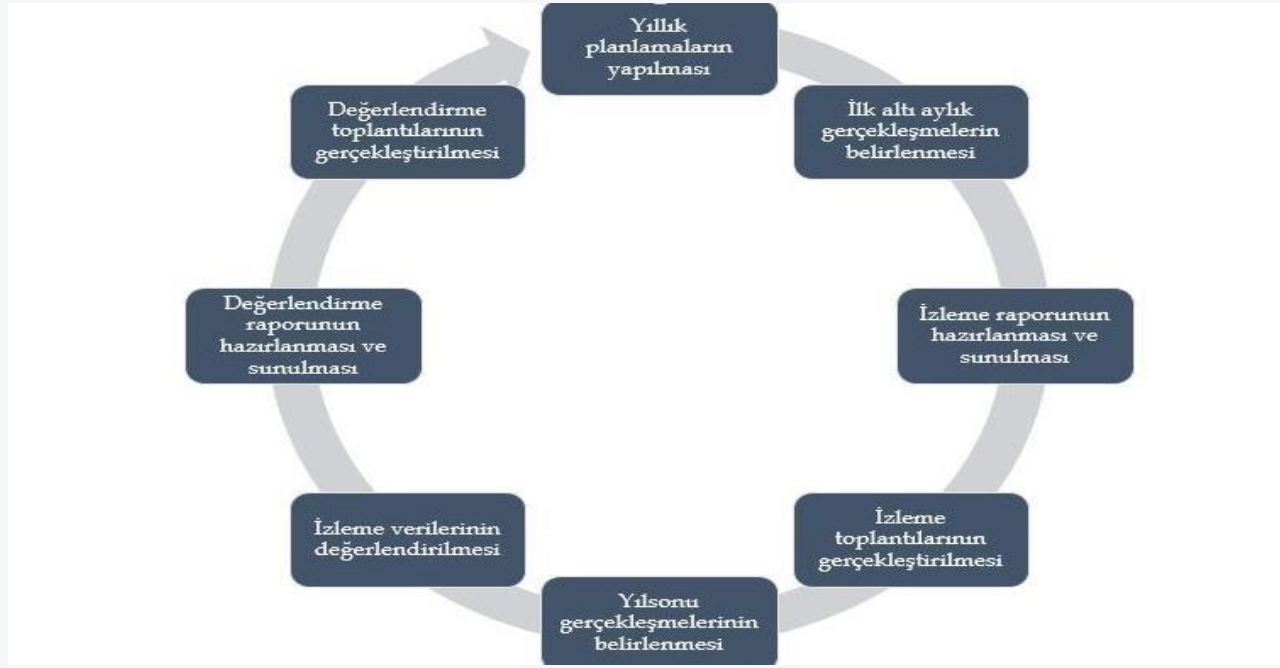 Yıllık
planlamaların
yapılması
İlk altı aylık
gerçekleşmelerin
belirlenmesi
İzleme raporunun
hazırlanması ve
sunulması
İzleme
toplantılarının
gerçekleştirilmesi
Yılsonu
gerçekleşmelerinin
belirlenmesi
İzleme verilerinin
değerlendirilmesi
Değerlendirme
raporunun
hazırlanması ve
sunulması
Değerlendirme
toplantılarının
gerçekleştirilmesi